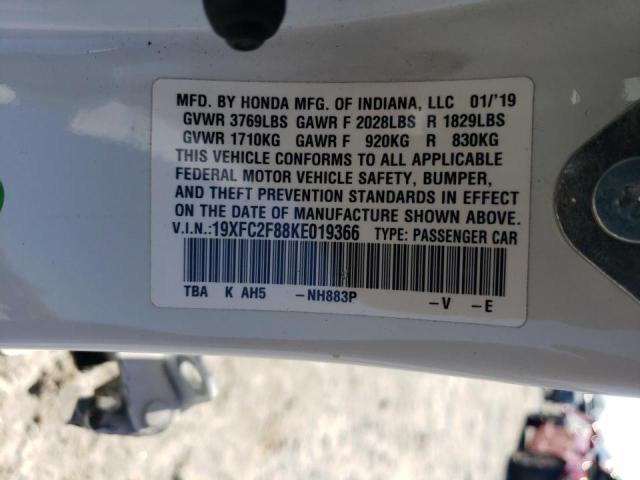 MFD. BY HONDA MFG. OF INDIANA, LLC 01/'19
GVWR 3769LBS GAWR F 2028LBS R 1829LBS
GVWR 1710KG GAWR F 920KG R 830KG
THIS VEHICLE CONFORMS TO ALL APPLICABLE
FEDERAL MOTOR VEHICLE SAFETY, BUMPER,
AND THEFT PREVENTION STANDARDS IN EFFECT
ON THE DATE OF MANUFACTURE SHOWN ABOVE.
V.I.N.:19XFC2F88KE019366 TYPE: PASSENGER CAR
TBA K AH5 -NH883P -V -E